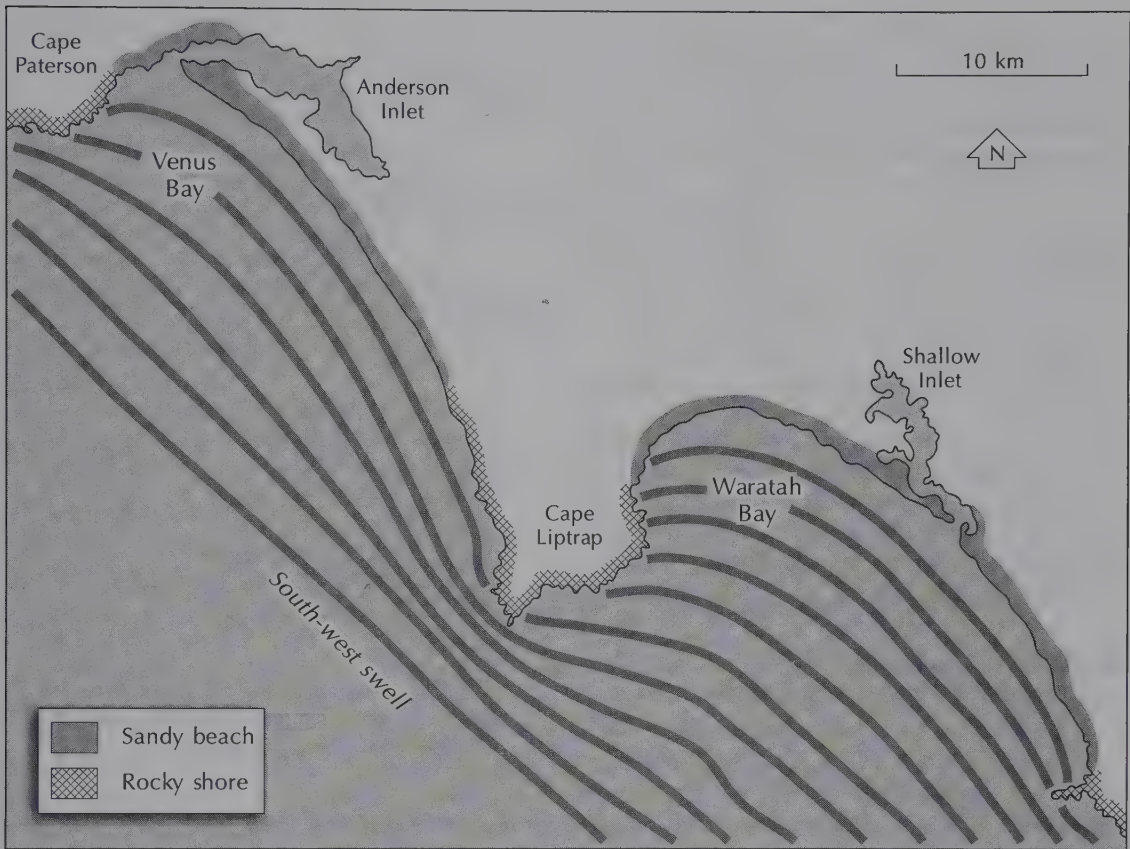 Cape
Paterson
Anderson
Inlet
10 km
N
Venus
Bay
Shallow
Inlet
Waratah
Bay
Cape
Liptrap
South-west swell
Sandy beach
Rocky shore